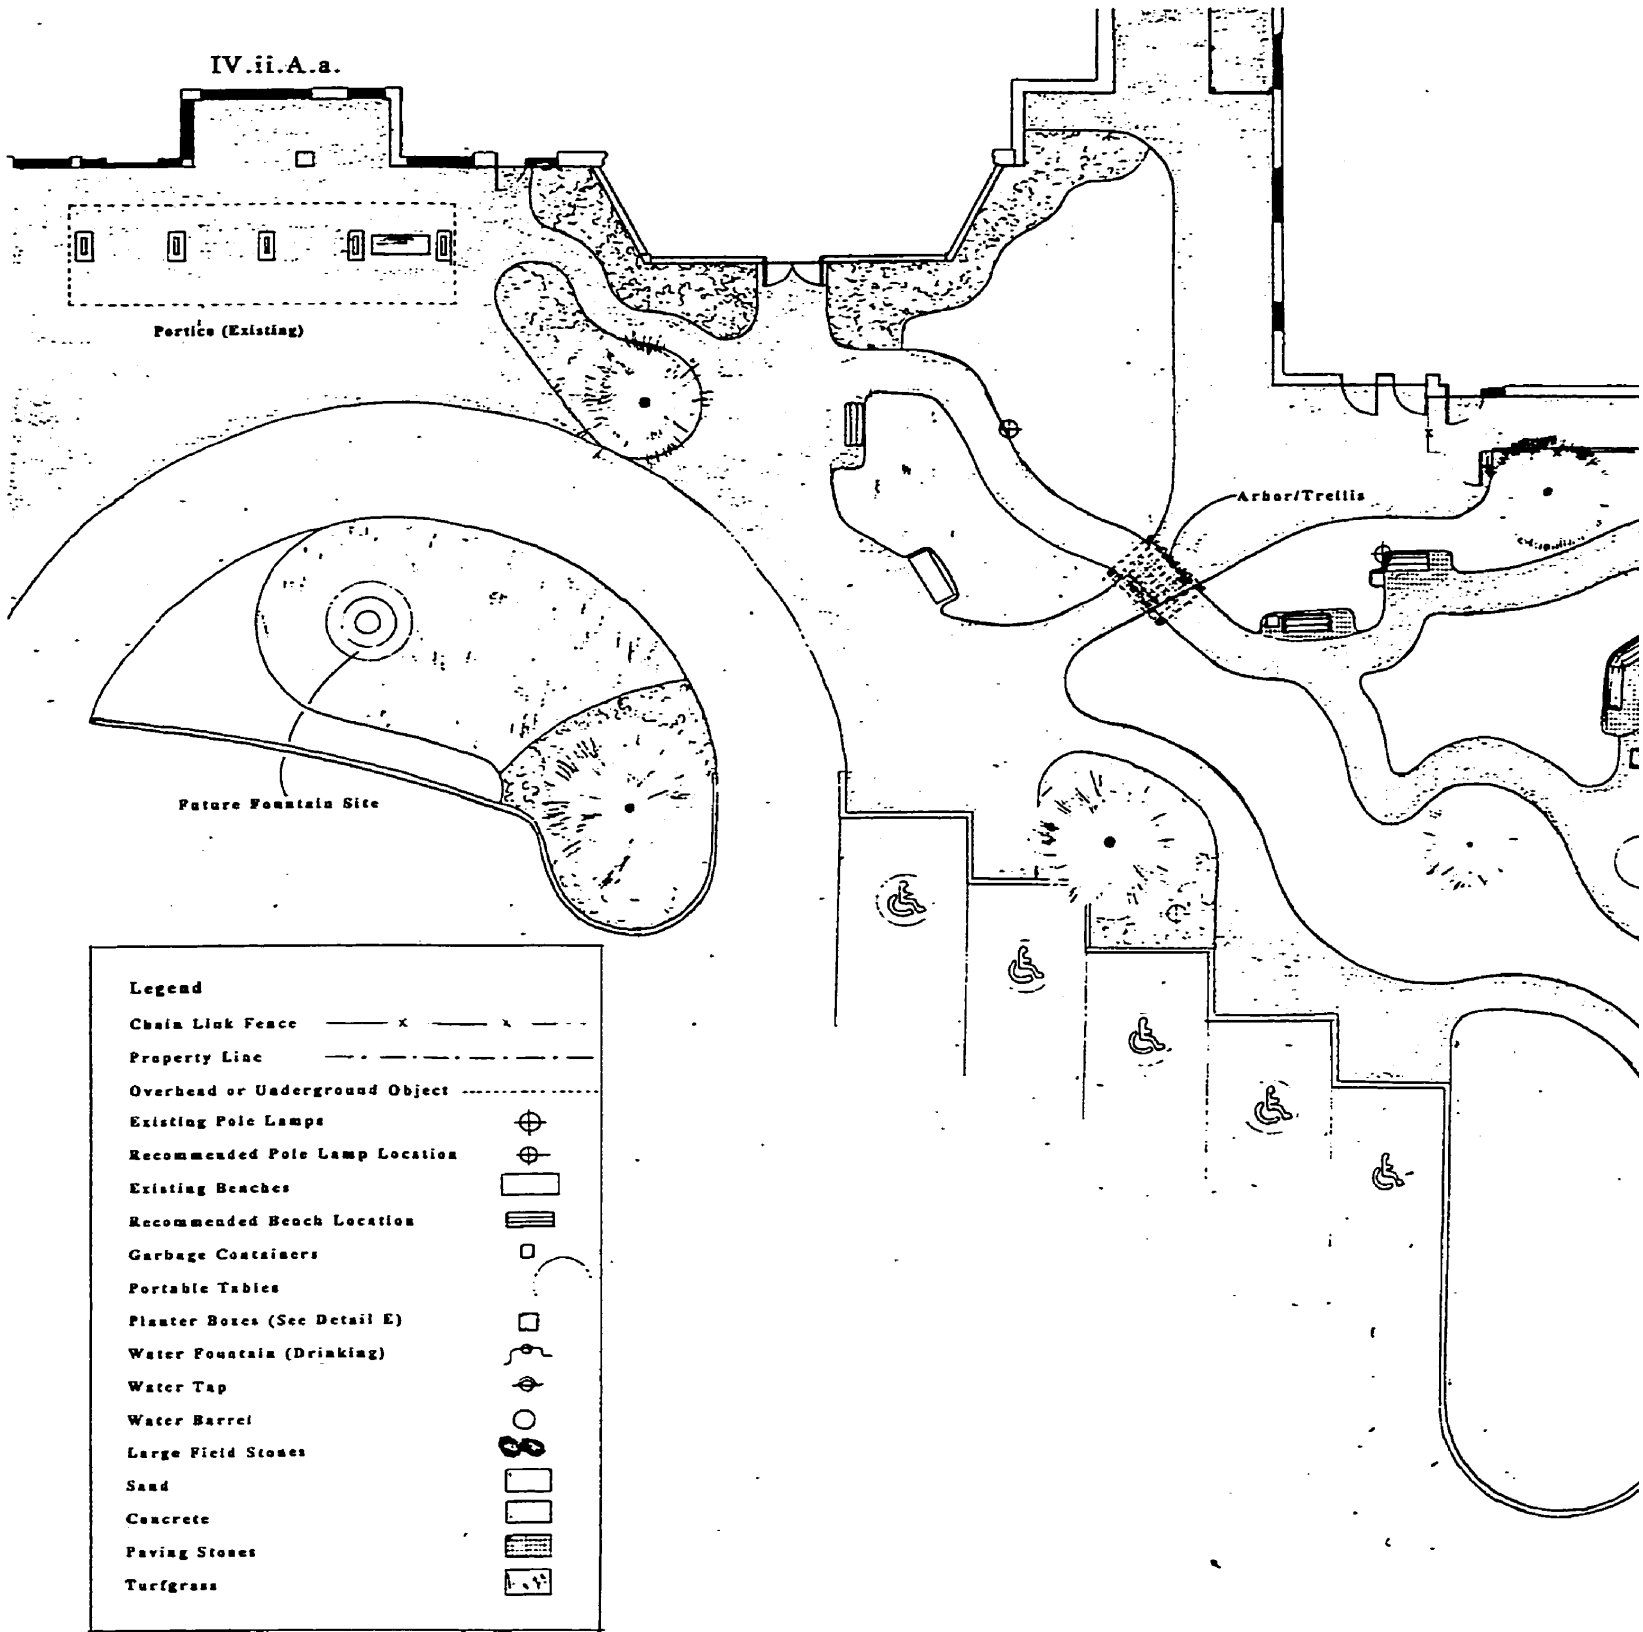 IV.ii.A.a.
Portico (Existing)
Arbor/Trellis
Future Fountain Site
Legend
Chain Link Fence
Property Line
Overhead or Underground Object
Existing Pole Lamps
Recommended Pole Lamp Location
Existing Benches
Recommended Bench Location
Garbage Containers
Portable Tables
Planter Boxes (See Detail E)
Water Fountain (Drinking)
Water Tap
Water Barrel
Large Field Stones
Sand
Concrete
Paving Stones
Turfgrass